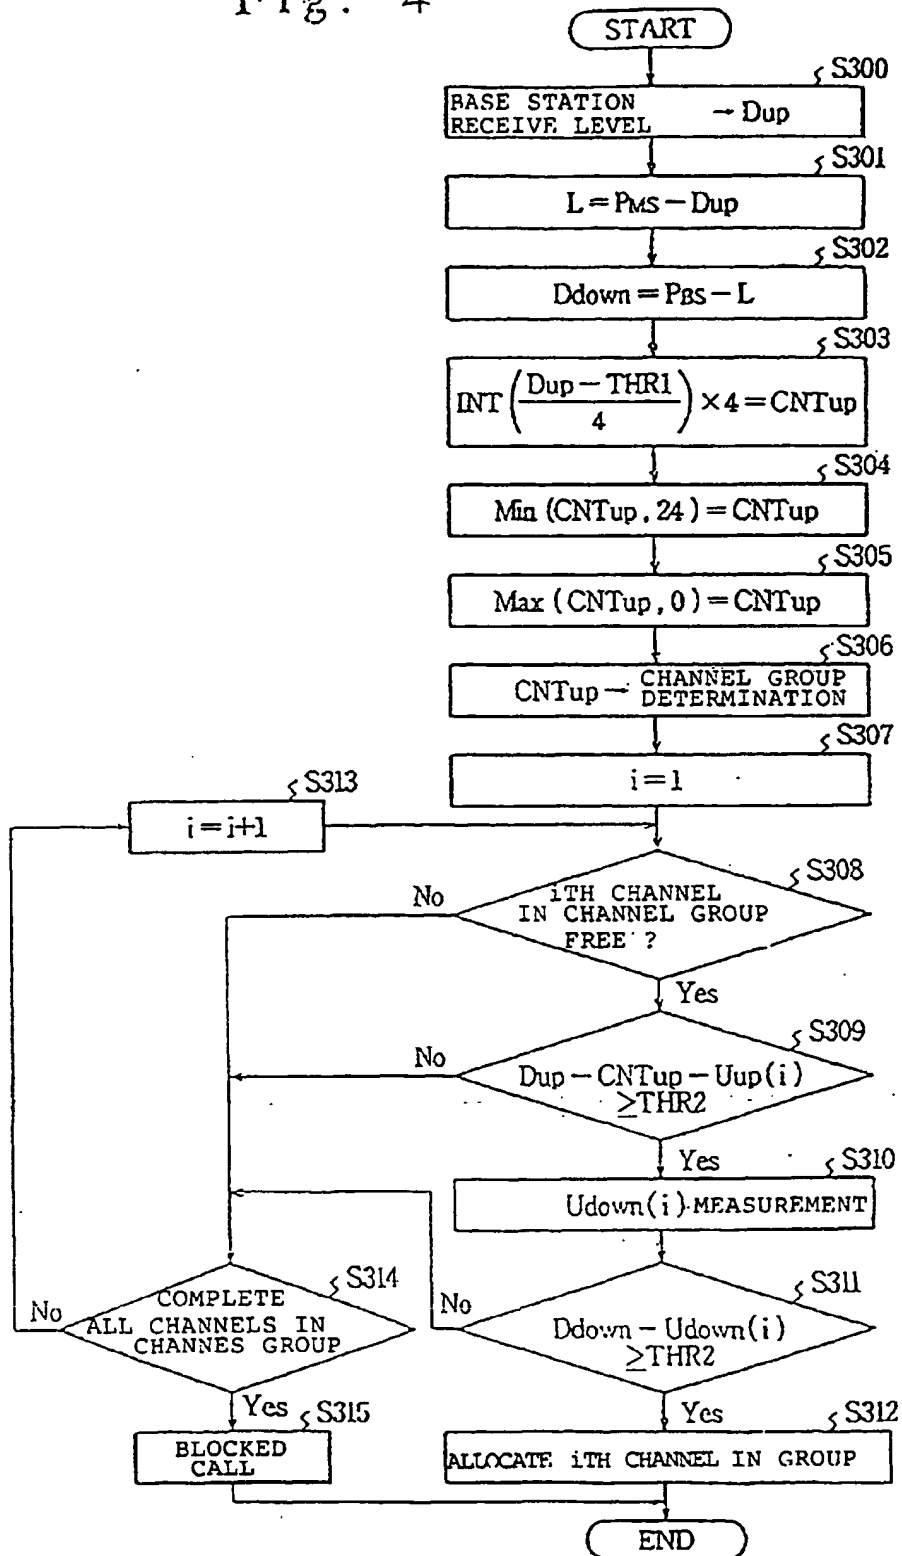 Fig. 4
START
S300
BASE STATION
RECEIVE LEVEL → Dup
S301
L = PMS − Dup
S302
Ddown = PBS − L
S303
INT ( Dup − THR1 / 4 ) × 4 = CNTup
S304
Min (CNTup, 24) = CNTup
S305
Max (CNTup, 0) = CNTup
S306
CNTup → CHANNEL GROUP
DETERMINATION
S307
i = 1
S313
i = i+1
S308
iTH CHANNEL
IN CHANNEL GROUP
FREE ?
No
Yes
S309
Dup − CNTup − Uup(i)
≥THR2
No
Yes
S310
Udown(i) MEASUREMENT
S311
Ddown − Udown(i)
≥THR2
No
Yes
S314
COMPLETE
ALL CHANNELS IN
CHANNES GROUP
No
Yes
S315
BLOCKED
CALL
S312
ALLOCATE iTH CHANNEL IN GROUP
END